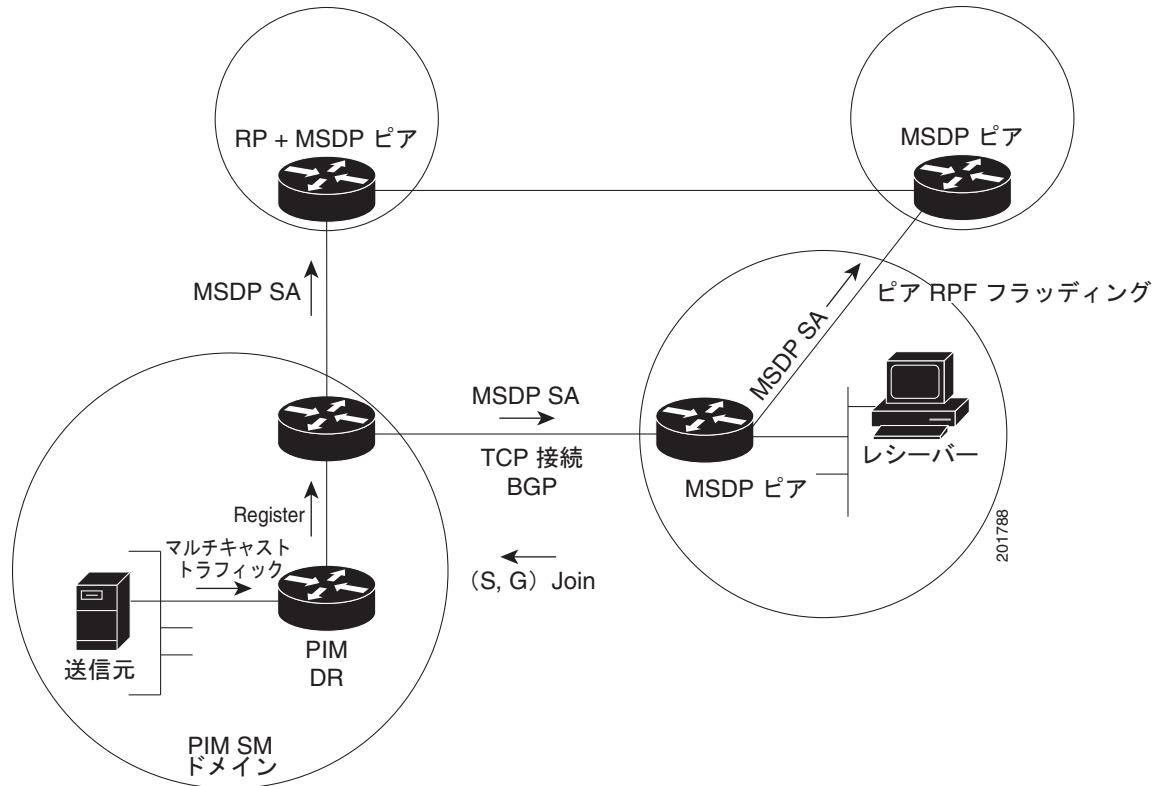 RP + MSDP ピア
MSDP ピア
MSDP SA
ピア RPF フラッディング
MSDP SA
MSDP SA
TCP 接続
BGP
レシーバー
MSDP ピア
Register
マルチキャスト
トラフィック
(S, G) Join
201788
送信元
PIM
DR
PIM SM
ドメイン